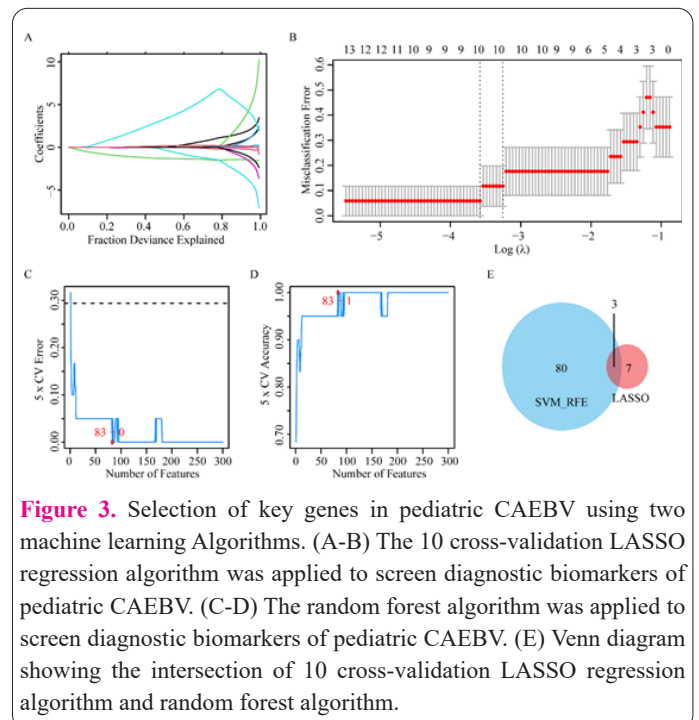 A
10
5
0
-5
Coefficients
0.0 0.2 0.4 0.6 0.8 1.0
Fraction Deviance Explained
B
13 12 12 11 10 9 9 9 10 10 10 10 9 9 6 5 4 3 3 0
0.6
0.5
0.4
0.3
0.2
0.1
0.0
Misclassification Error
−5 −4 −3 −2 −1
Log (λ)
C
0.30
0.20
0.10
0.00
5 x CV Error
83 - 0
0 50 100 150 200 250 300
Number of Features
D
1.00
0.90
0.80
0.70
5 x CV Accuracy
83 - 1
0 50 100 150 200 250 300
Number of Features
E
3
80
7
SVM_RFE
LASSO
Figure 3. Selection of key genes in pediatric CAEBV using two
machine learning Algorithms. (A-B) The 10 cross-validation LASSO
regression algorithm was applied to screen diagnostic biomarkers of
pediatric CAEBV. (C-D) The random forest algorithm was applied to
screen diagnostic biomarkers of pediatric CAEBV. (E) Venn diagram
showing the intersection of 10 cross-validation LASSO regression
algorithm and random forest algorithm.